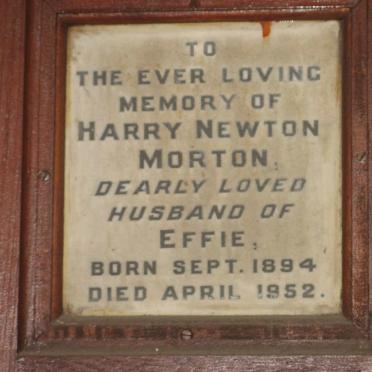 TO
THE EVER LOVING
MEMORY OF
HARRY NEWTON
MORTON,
DEARLY LOVED
HUSBAND OF
EFFIE,
BORN SEPT. 1894
DIED APRIL 1952.